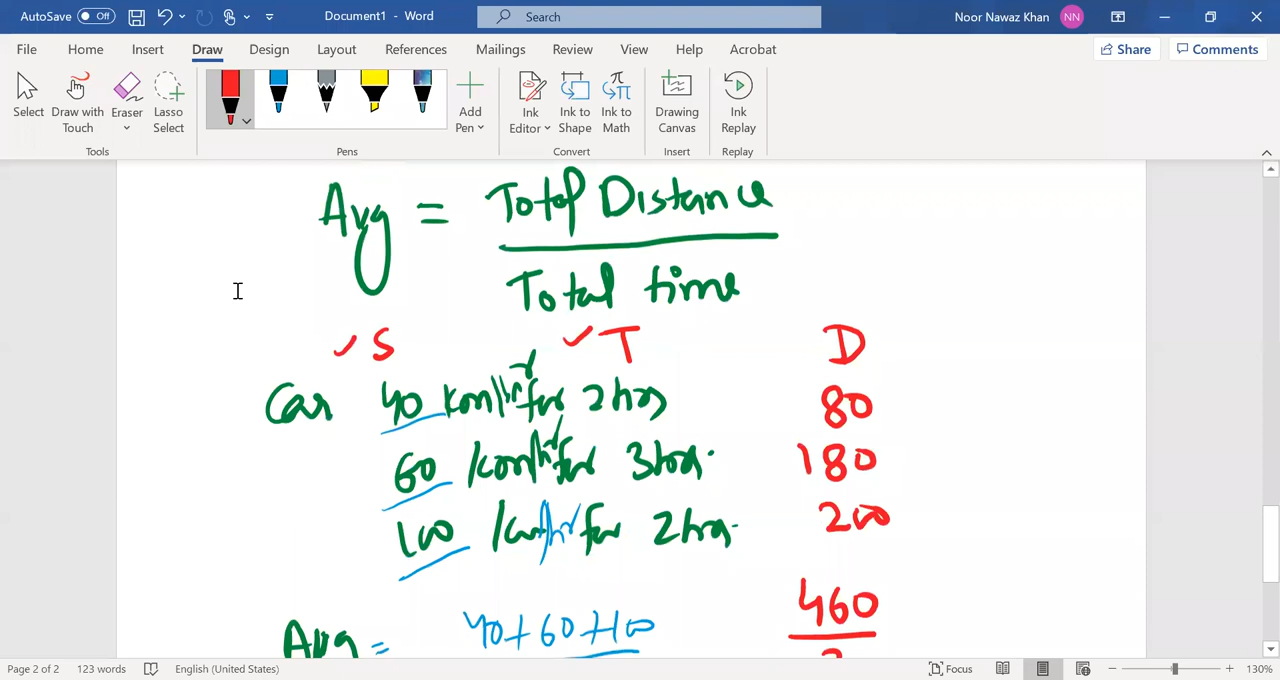 AutoSave Off Document1 - Word Search Noor Nawaz Khan NN
File Home Insert Draw Design Layout References Mailings Review View Help Acrobat Share Comments
Select Draw with Touch Eraser Lasso Select Add Pen Ink Editor Ink to Shape Ink to Math Drawing Canvas Ink Replay
Tools Pens Convert Insert Replay
Avg = Total Distance
Total time
S T D
Car 40 Km/hr for 2 hrs 80
60 Km/hr for 3 hrs. 180
100 Km/hr for 2 hrs. 200
460
Avg = 40+60+100
Page 2 of 2 123 words English (United States) Focus 130%